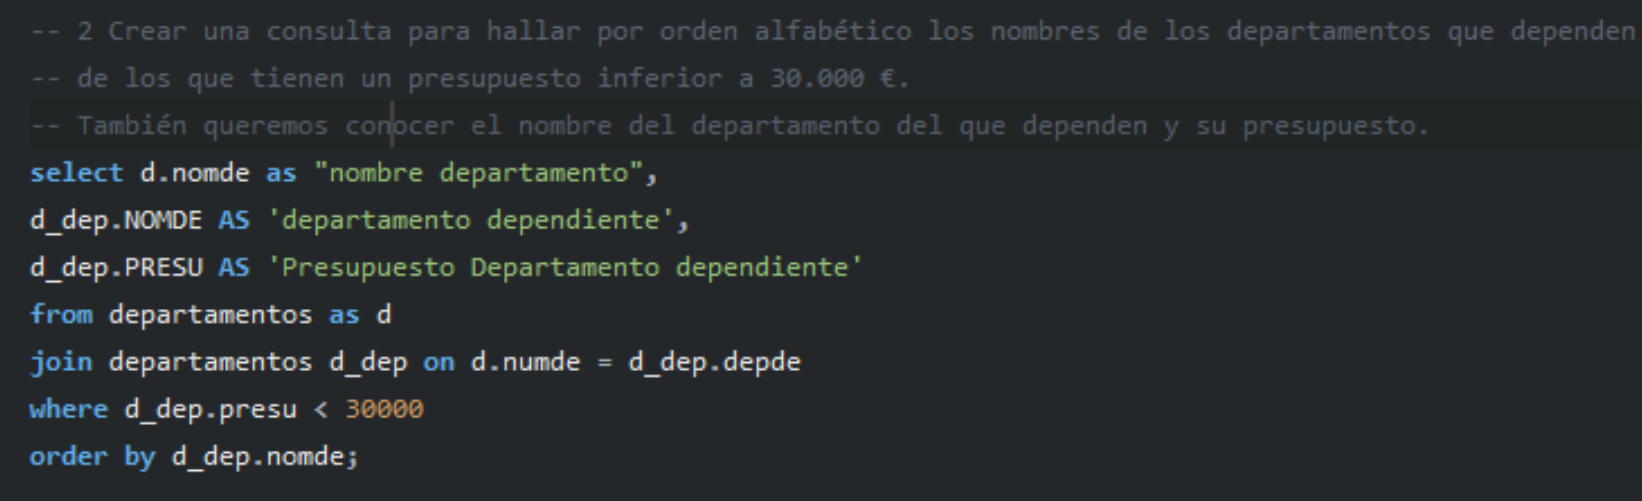 -- 2 Crear una consulta para hallar por orden alfabético los nombres de los departamentos que dependen
-- de los que tienen un presupuesto inferior a 30.000 €.
-- También queremos conocer el nombre del departamento del que dependen y su presupuesto.
select d.nomde as "nombre departamento",
d_dep.NOMDE AS 'departamento dependiente',
d_dep.PRESU AS 'Presupuesto Departamento dependiente'
from departamentos as d
join departamentos d_dep on d.numde = d_dep.depde
where d_dep.presu < 30000
order by d_dep.nomde;